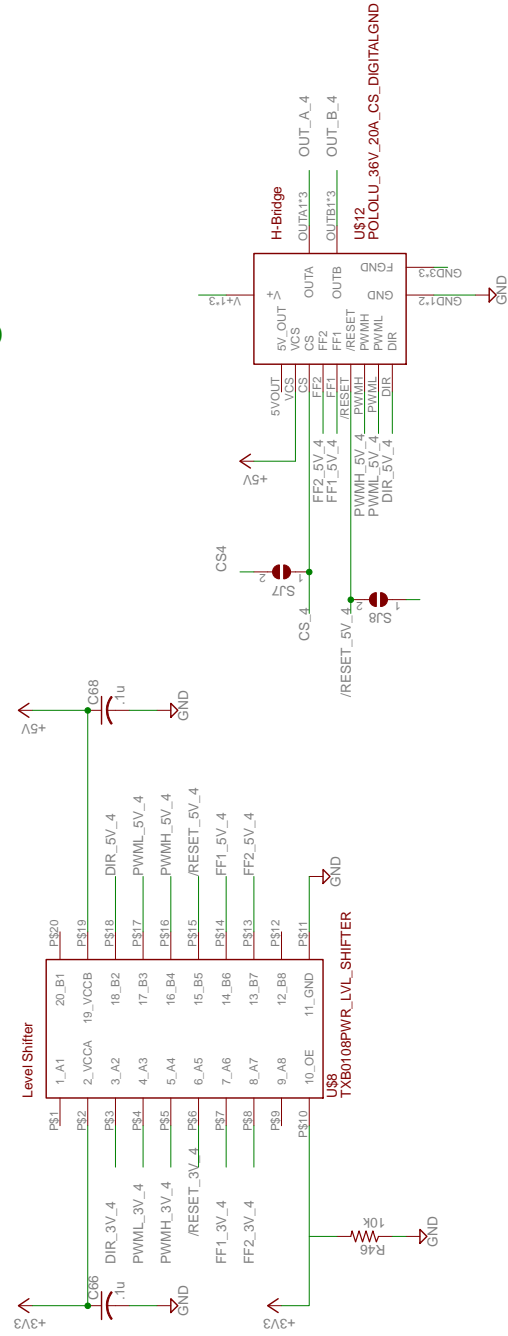 Level Shifter
+3V3
C66
.1u
GND
+5V
C68
.1u
GND
P$1
1_A1
20_B1
P$20
P$2
2_VCCA
19_VCCB
P$19
DIR_3V_4
P$3
3_A2
18_B2
P$18
DIR_5V_4
PWML_3V_4
P$4
4_A3
17_B3
P$17
PWML_5V_4
PWMH_3V_4
P$5
5_A4
16_B4
P$16
PWMH_5V_4
/RESET_3V_4
P$6
6_A5
15_B5
P$15
/RESET_5V_4
FF1_3V_4
P$7
7_A6
14_B6
P$14
FF1_5V_4
FF2_3V_4
P$8
8_A7
13_B7
P$13
FF2_5V_4
P$9
9_A8
12_B8
P$12
+3V3
P$10
10_OE
11_GND
P$11
GND
U$8
TXB0108PWR_LVL_SHIFTER
R46
10k
GND
H-Bridge
V+1*3
V+
+5V
CS4
2
1
SJ7
CS_4
5VOUT
5V_OUT
VCS
VCS
CS
CS
FF2_5V_4
FF2
FF2
FF1_5V_4
FF1
FF1
/RESET_5V_4
/RESET
/RESET
2
1
SJ8
PWMH_5V_4
PWMH
PWMH
PWML_5V_4
PWML
PWML
DIR_5V_4
DIR
DIR
OUTA
OUTA1*3
OUT_A_4
OUTB
OUTB1*3
OUT_B_4
FGND
GND3*3
GND
GND1*2
GND
U$12
POLOLU_36V_20A_CS_DIGITALGND